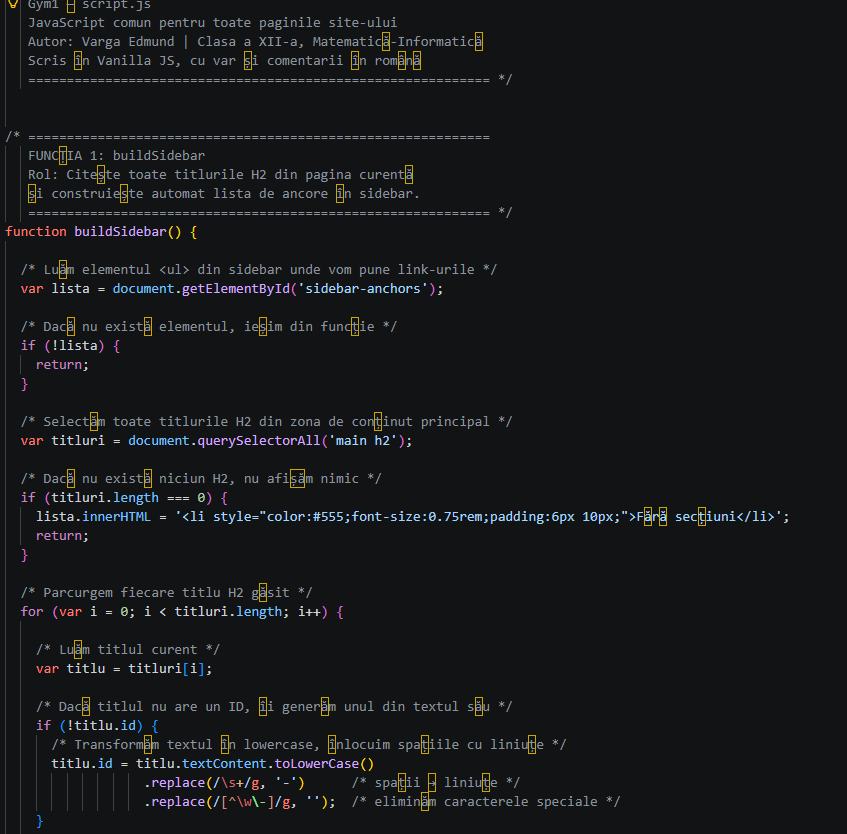 Gym1 – script.js
JavaScript comun pentru toate paginile site-ului
Autor: Varga Edmund | Clasa a XII-a, Matematică-Informatică
Scris în Vanilla JS, cu var și comentarii în română
============================================================ */
/* ============================================================
FUNCȚIA 1: buildSidebar
Rol: Citește toate titlurile H2 din pagina curentă
și construiește automat lista de ancore în sidebar.
============================================================ */
function buildSidebar() {
/* Luăm elementul <ul> din sidebar unde vom pune link-urile */
var lista = document.getElementById('sidebar-anchors');
/* Dacă nu există elementul, ieșim din funcție */
if (!lista) {
return;
}
/* Selectăm toate titlurile H2 din zona de conținut principal */
var titluri = document.querySelectorAll('main h2');
/* Dacă nu există niciun H2, nu afișăm nimic */
if (titluri.length === 0) {
lista.innerHTML = '<li style="color:#555;font-size:0.75rem;padding:6px 10px;">Fără secțiuni</li>';
return;
}
/* Parcurgem fiecare titlu H2 găsit */
for (var i = 0; i < titluri.length; i++) {
/* Luăm titlul curent */
var titlu = titluri[i];
/* Dacă titlul nu are un ID, îi generăm unul din textul său */
if (!titlu.id) {
/* Transformăm textul în lowercase, înlocuim spațiile cu liniuțe */
titlu.id = titlu.textContent.toLowerCase()
.replace(/\s+/g, '-') /* spații → liniuțe */
.replace(/[^\w\-]/g, ''); /* eliminăm caracterele speciale */
}